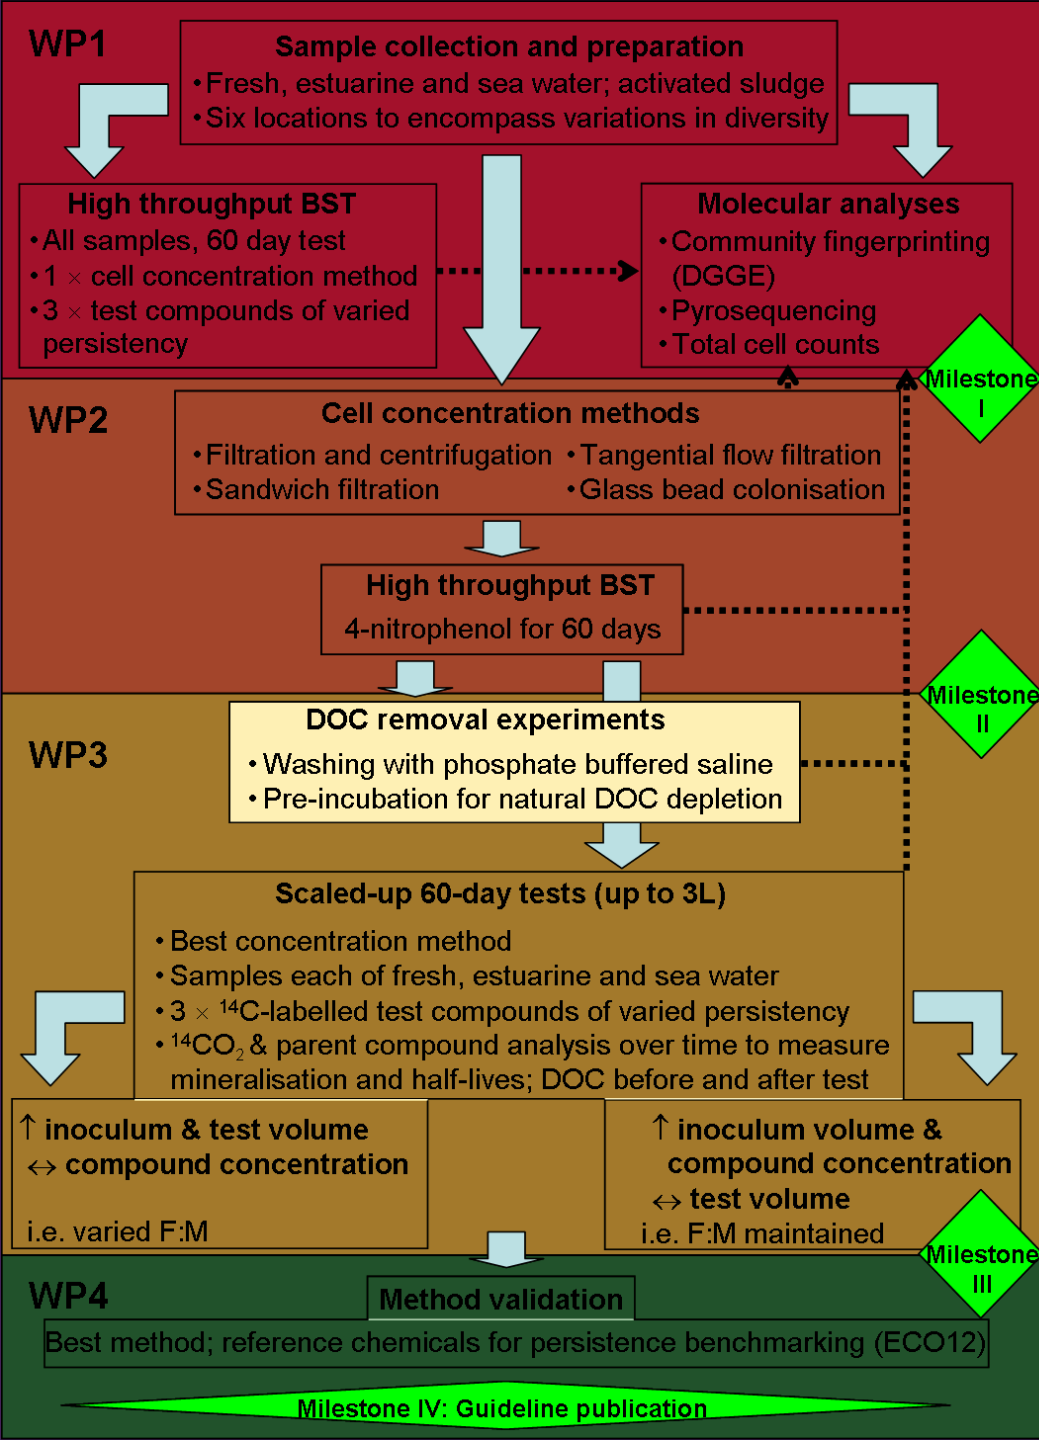 WP1
Sample collection and preparation
• Fresh, estuarine and sea water; activated sludge
• Six locations to encompass variations in diversity
High throughput BST
• All samples, 60 day test
• 1 × cell concentration method
• 3 × test compounds of varied
persistency
Molecular analyses
• Community fingerprinting
(DGGE)
• Pyrosequencing
• Total cell counts
Milestone
I
WP2
Cell concentration methods
• Filtration and centrifugation • Tangential flow filtration
• Sandwich filtration • Glass bead colonisation
High throughput BST
4-nitrophenol for 60 days
Milestone
II
WP3
DOC removal experiments
• Washing with phosphate buffered saline
• Pre-incubation for natural DOC depletion
Scaled-up 60-day tests (up to 3L)
• Best concentration method
• Samples each of fresh, estuarine and sea water
• 3 × ¹⁴C-labelled test compounds of varied persistency
• ¹⁴CO₂ & parent compound analysis over time to measure
mineralisation and half-lives; DOC before and after test
↑ inoculum & test volume
↔ compound concentration
i.e. varied F:M
↑ inoculum volume &
compound concentration
↔ test volume
i.e. F:M maintained
Milestone
III
WP4
Method validation
Best method; reference chemicals for persistence benchmarking (ECO12)
Milestone IV: Guideline publication